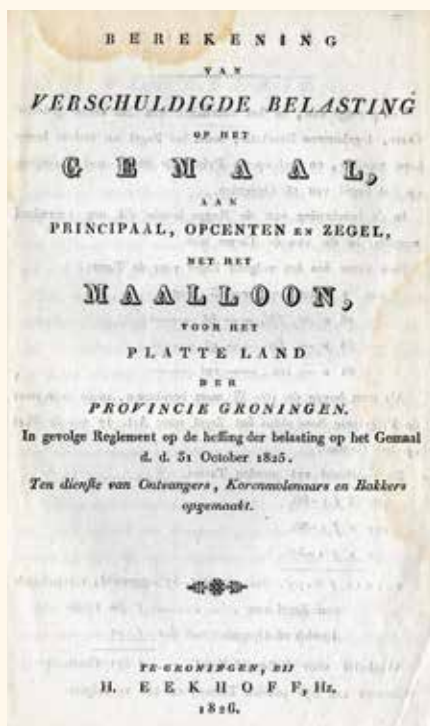 BEREKENING
VAN
VERSCHULDIGDE BELASTING
OP HET
GEMAAL,
AAN
PRINCIPAAL, OPCENTEN EN ZEGEL,
MET HET
MAALLOON,
VOOR HET
PLATTE LAND
DER
PROVINCIE GRONINGEN.
In gevolge Reglement op de heffing der belasting op het Gemaal
d. d. 31 October 1825.
Ten dienste van Ontvangers, Korenmolenaars en Bakkers
opgemaakt.
TE GRONINGEN, BIJ
H. EEKHOFF, Hz.
1826.